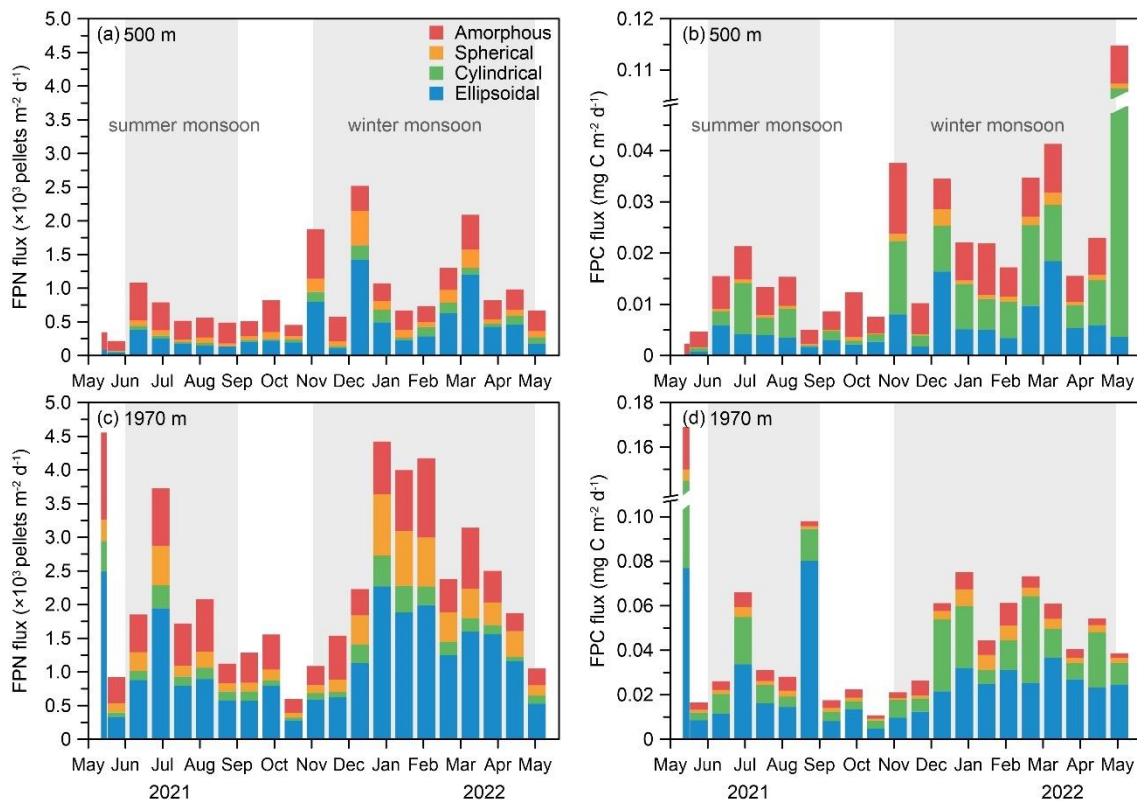 (a) 500 m
Amorphous
Spherical
Cylindrical
Ellipsoidal
summer monsoon
winter monsoon
FPN flux (×10³ pellets m⁻² d⁻¹)
5.0
4.5
4.0
3.5
3.0
2.5
2.0
1.5
1.0
0.5
0
May Jun Jul Aug Sep Oct Nov Dec Jan Feb Mar Apr May
(b) 500 m
summer monsoon
winter monsoon
FPC flux (mg C m⁻² d⁻¹)
0.12
0.11
0.04
0.03
0.02
0.01
0
May Jun Jul Aug Sep Oct Nov Dec Jan Feb Mar Apr May
(c) 1970 m
FPN flux (×10³ pellets m⁻² d⁻¹)
5.0
4.5
4.0
3.5
3.0
2.5
2.0
1.5
1.0
0.5
0
May Jun Jul Aug Sep Oct Nov Dec Jan Feb Mar Apr May
2021 2022
(d) 1970 m
FPC flux (mg C m⁻² d⁻¹)
0.18
0.16
0.10
0.08
0.06
0.04
0.02
0
May Jun Jul Aug Sep Oct Nov Dec Jan Feb Mar Apr May
2021 2022